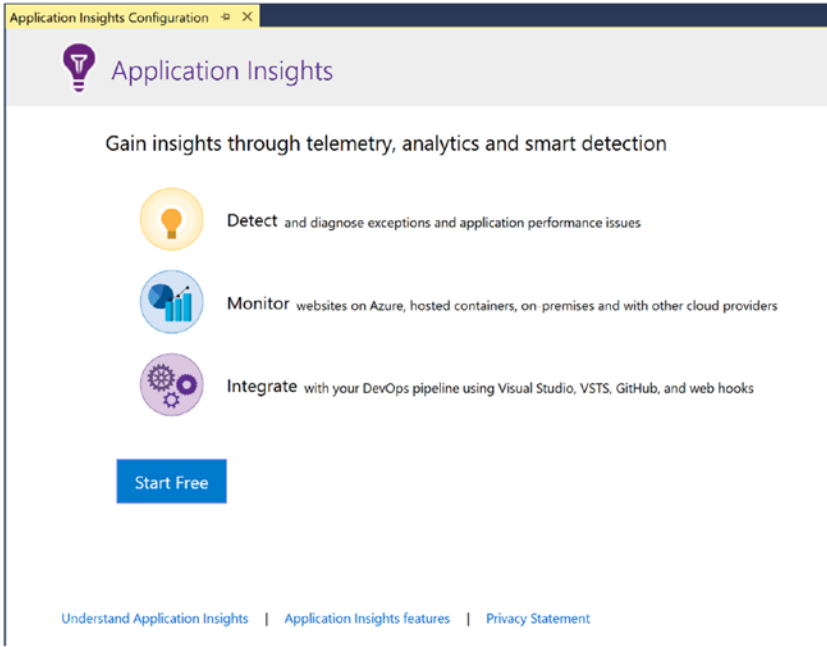 Application Insights Configuration
Application Insights
Gain insights through telemetry, analytics and smart detection
Detect and diagnose exceptions and application performance issues
Monitor websites on Azure, hosted containers, on-premises and with other cloud providers
Integrate with your DevOps pipeline using Visual Studio, VSTS, GitHub, and web hooks
Start Free
Understand Application Insights | Application Insights features | Privacy Statement